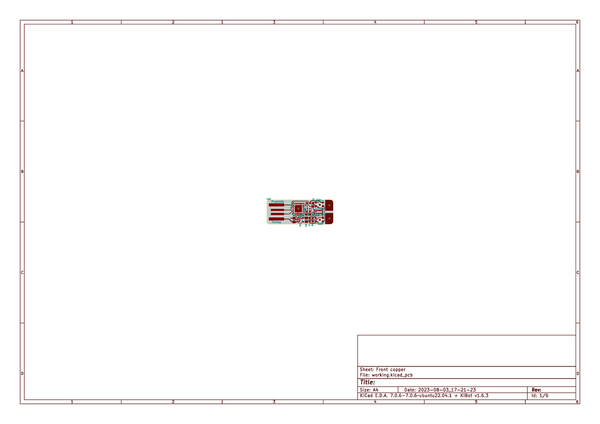 1 2 3 4 5 6
A A
B B
C C
D D
Sheet: Front copper
File: working.kicad_pcb
Title:
Size: A4 Date: 2023-08-03_17-21-23 Rev:
KiCad E.D.A. 7.0.6-7.0.6~ubuntu22.04.1 + KiBot v1.6.3 Id: 1/6
1 2 3 4 5 6